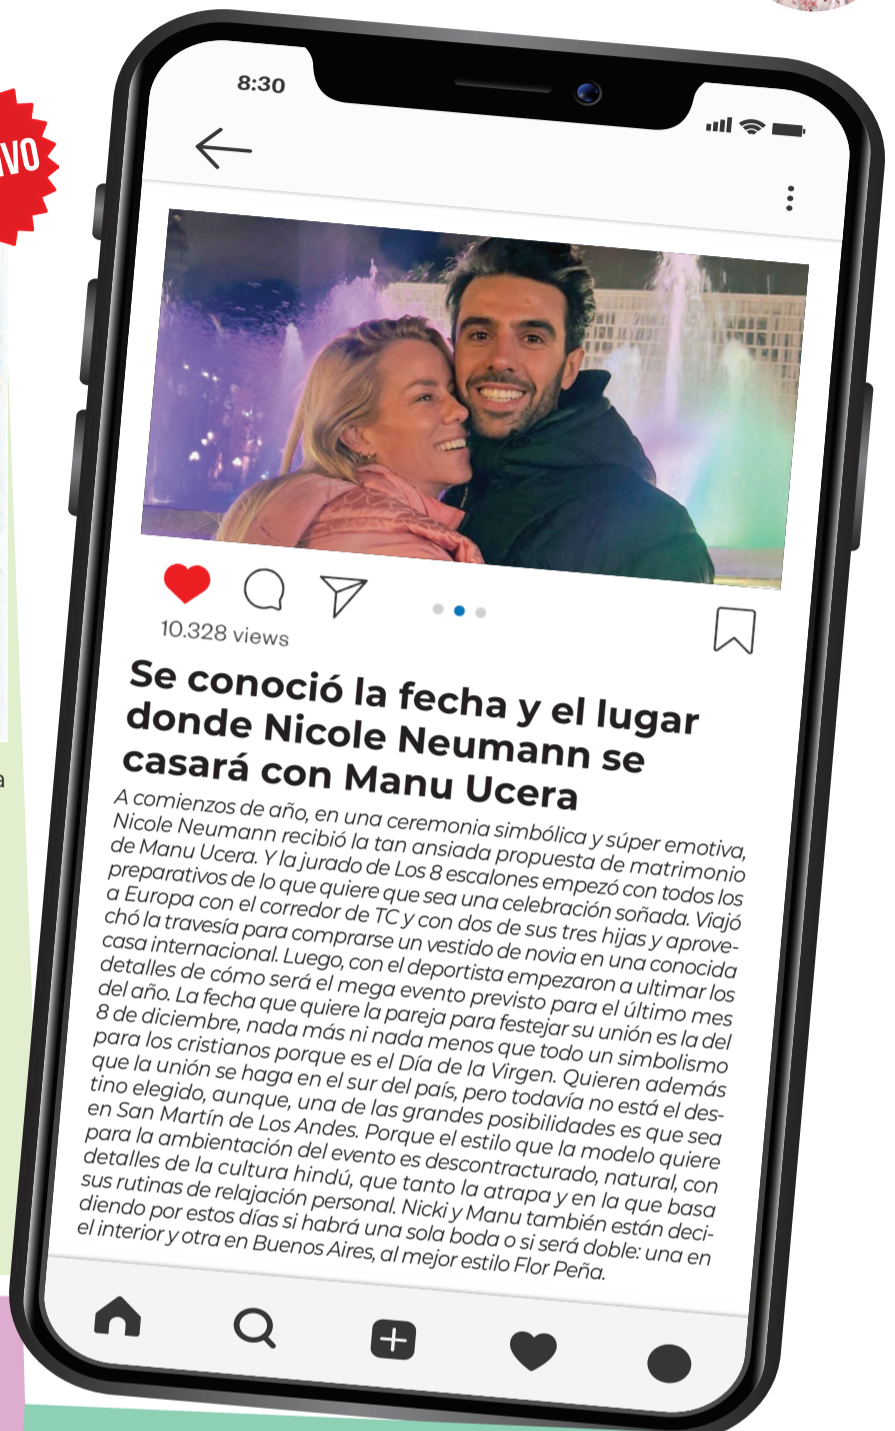 8:30
IVO
10.328 views
Se conoció la fecha y el lugar
donde Nicole Neumann se
casará con Manu Ucera
A comienzos de año, en una ceremonia simbólica y súper emotiva,
Nicole Neumann recibió la tan ansiada propuesta de matrimonio
de Manu Ucera. Y la jurado de Los 8 escalones empezó con todos los
preparativos de lo que quiere que sea una celebración soñada. Viajó
a Europa con el corredor de TC y con dos de sus tres hijas y aprove-
chó la travesía para comprarse un vestido de novia en una conocida
casa internacional. Luego, con el deportista empezaron a ultimar los
detalles de cómo será el mega evento previsto para el último mes
del año. La fecha que quiere la pareja para festejar su unión es la del
8 de diciembre, nada más ni nada menos que todo un simbolismo
para los cristianos porque es el Día de la Virgen. Quieren además
que la unión se haga en el sur del país, pero todavía no está el des-
tino elegido, aunque, una de las grandes posibilidades es que sea
en San Martín de Los Andes. Porque el estilo que la modelo quiere
para la ambientación del evento es descontracturado, natural, con
detalles de la cultura hindú, que tanto la atrapa y en la que basa
sus rutinas de relajación personal. Nicki y Manu también están deci-
diendo por estos días si habrá una sola boda o si será doble: una en
el interior y otra en Buenos Aires, al mejor estilo Flor Peña.
a